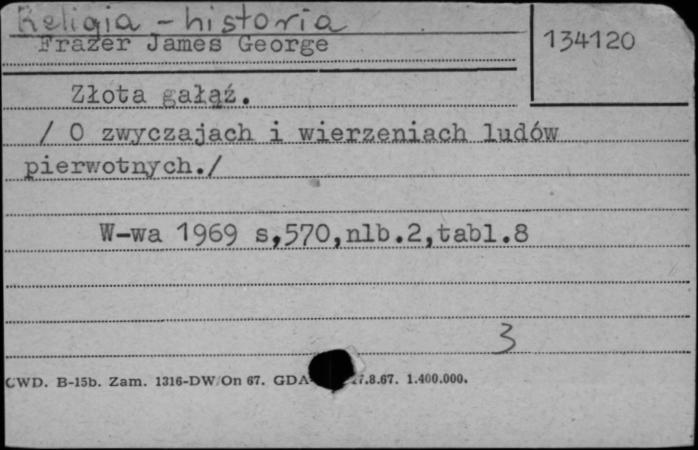 Religia - historia
Frazer James George
134120
Złota gałąź.
/ O zwyczajach i wierzeniach ludów
pierwotnych./
W-wa 1969 s,570,nlb.2,tabl.8
3
CWD. B-15b. Zam. 1316-DW/On 67. 7.8.67. 1.400.000.